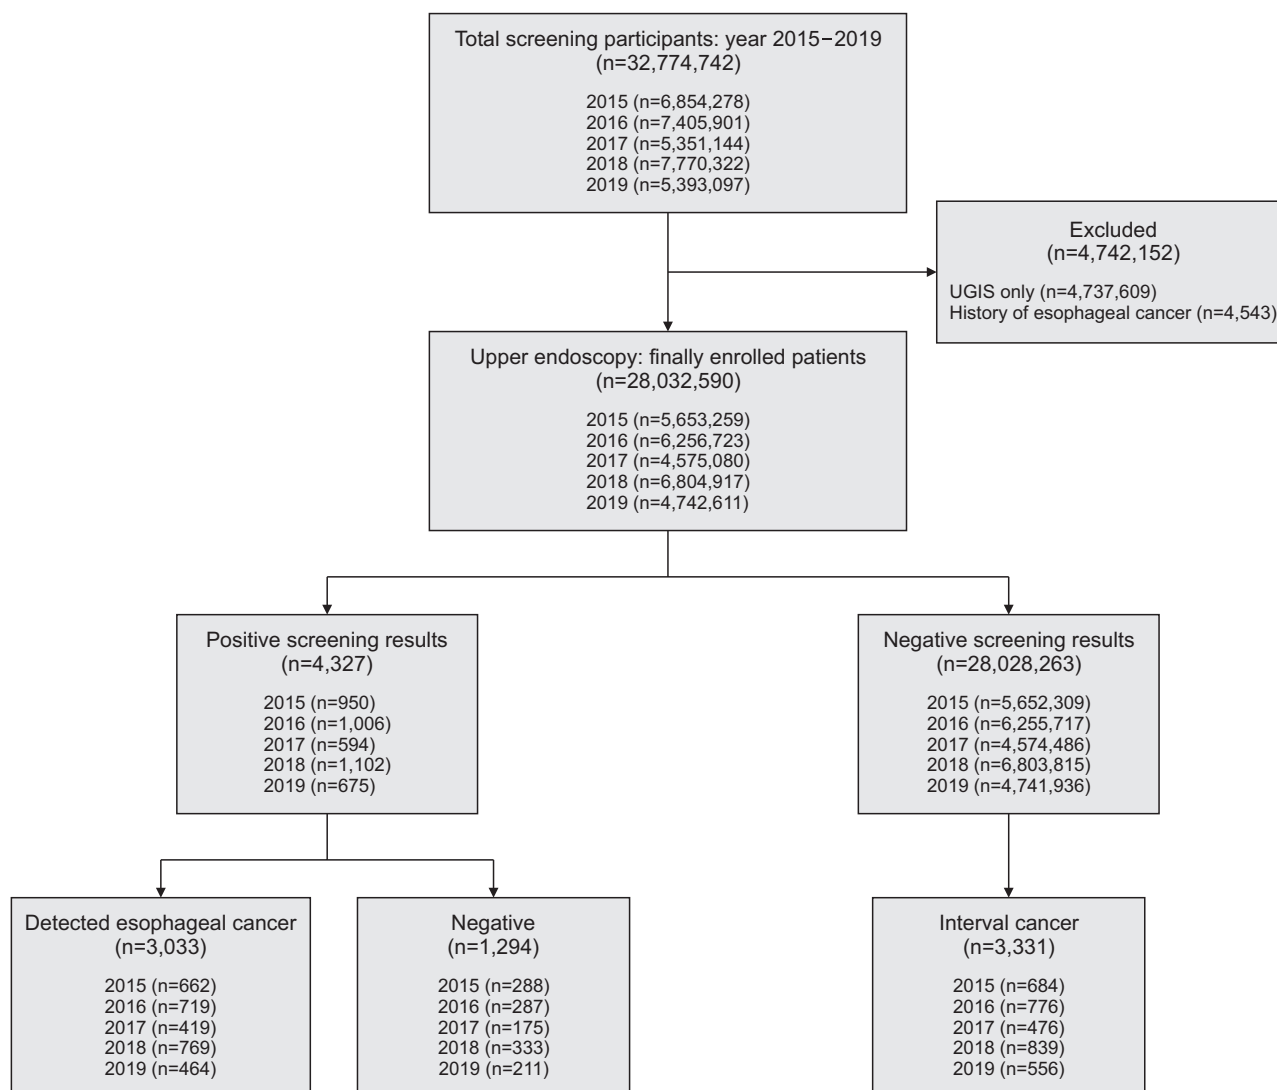 Total screening participants: year 2015−2019
(n=32,774,742)
2015 (n=6,854,278)
2016 (n=7,405,901)
2017 (n=5,351,144)
2018 (n=7,770,322)
2019 (n=5,393,097)
Excluded
(n=4,742,152)
UGIS only (n=4,737,609)
History of esophageal cancer (n=4,543)
Upper endoscopy: finally enrolled patients
(n=28,032,590)
2015 (n=5,653,259)
2016 (n=6,256,723)
2017 (n=4,575,080)
2018 (n=6,804,917)
2019 (n=4,742,611)
Positive screening results
(n=4,327)
2015 (n=950)
2016 (n=1,006)
2017 (n=594)
2018 (n=1,102)
2019 (n=675)
Negative screening results
(n=28,028,263)
2015 (n=5,652,309)
2016 (n=6,255,717)
2017 (n=4,574,486)
2018 (n=6,803,815)
2019 (n=4,741,936)
Detected esophageal cancer
(n=3,033)
2015 (n=662)
2016 (n=719)
2017 (n=419)
2018 (n=769)
2019 (n=464)
Negative
(n=1,294)
2015 (n=288)
2016 (n=287)
2017 (n=175)
2018 (n=333)
2019 (n=211)
Interval cancer
(n=3,331)
2015 (n=684)
2016 (n=776)
2017 (n=476)
2018 (n=839)
2019 (n=556)